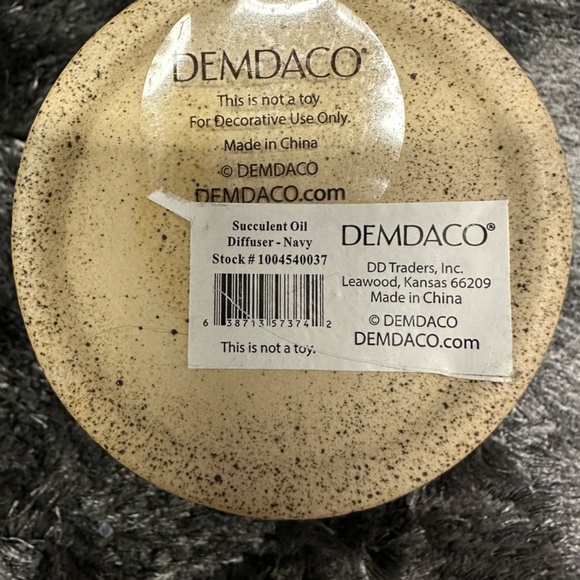 DEMDACO®
This is not a toy.
For Decorative Use Only.
Made in China
© DEMDACO
DEMDACO.com
Succulent Oil
Diffuser - Navy
Stock # 1004540037
6 38713 57374 2
This is not a toy.
DEMDACO®
DD Traders, Inc.
Leawood, Kansas 66209
Made in China
© DEMDACO
DEMDACO.com